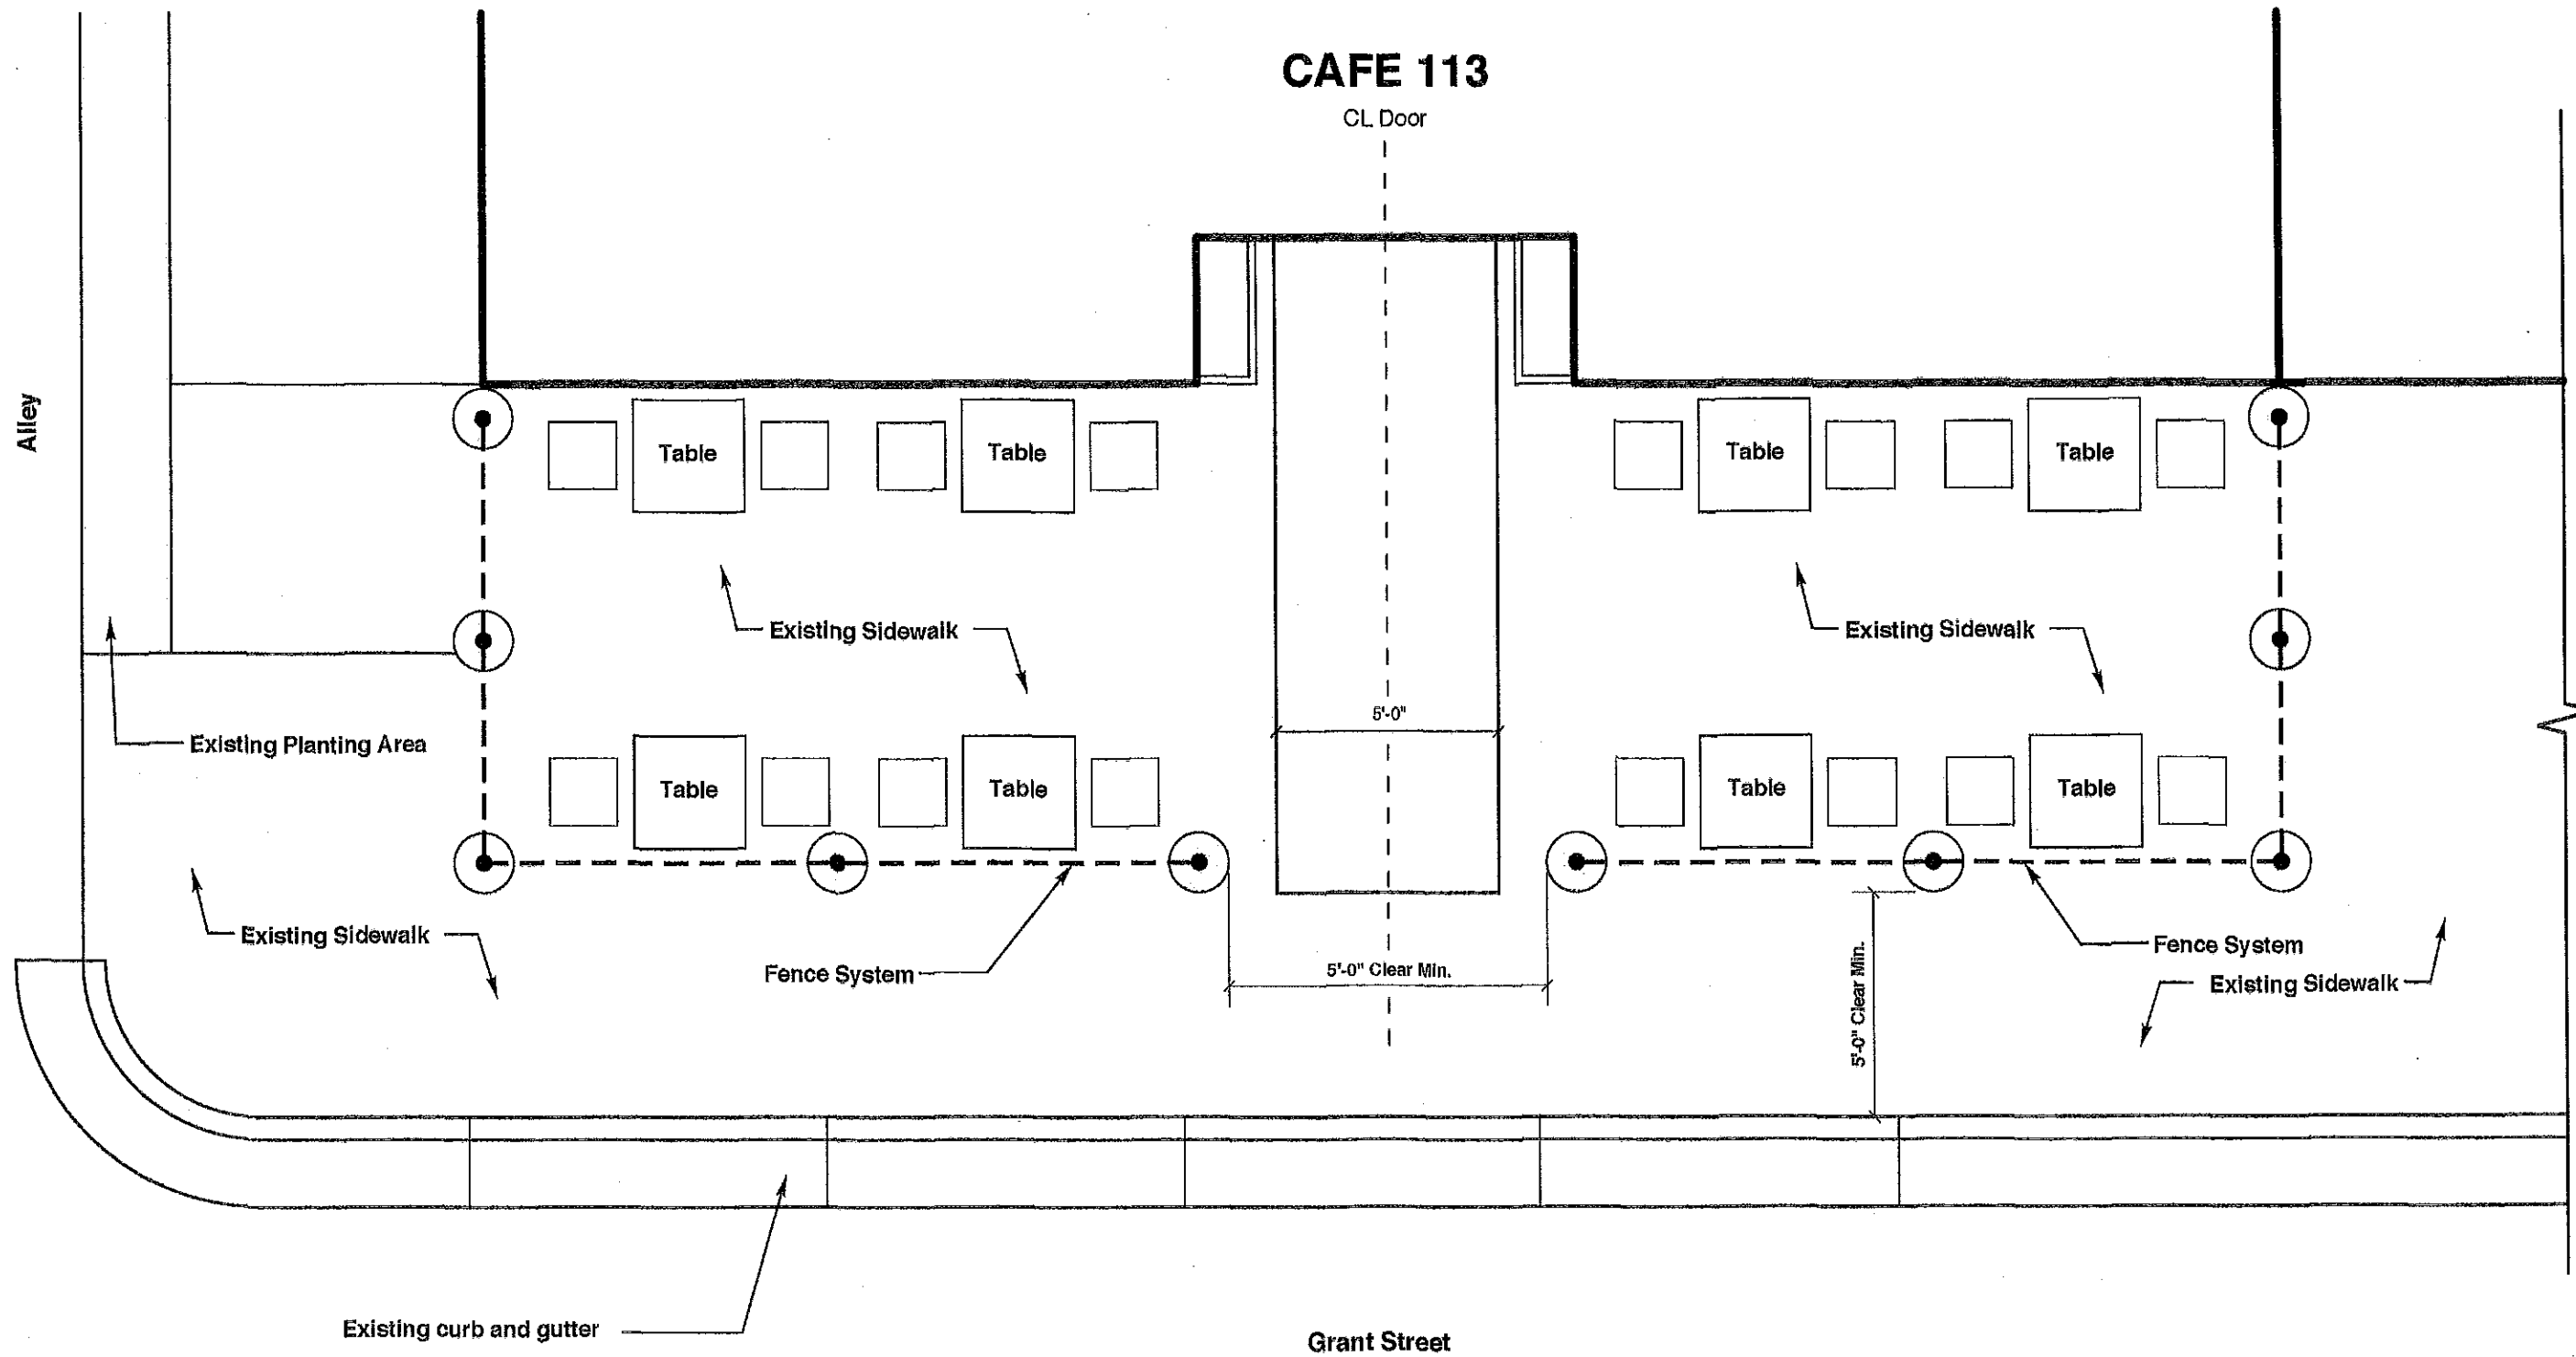 CAFE 113
CL Door
Alley
Table
Table
Table
Table
Existing Sidewalk
Existing Sidewalk
5'-0"
Existing Planting Area
Table
Table
Table
Table
Existing Sidewalk
Fence System
5'-0" Clear Min.
5'-0" Clear Min.
Fence System
Existing Sidewalk
Existing curb and gutter
Grant Street